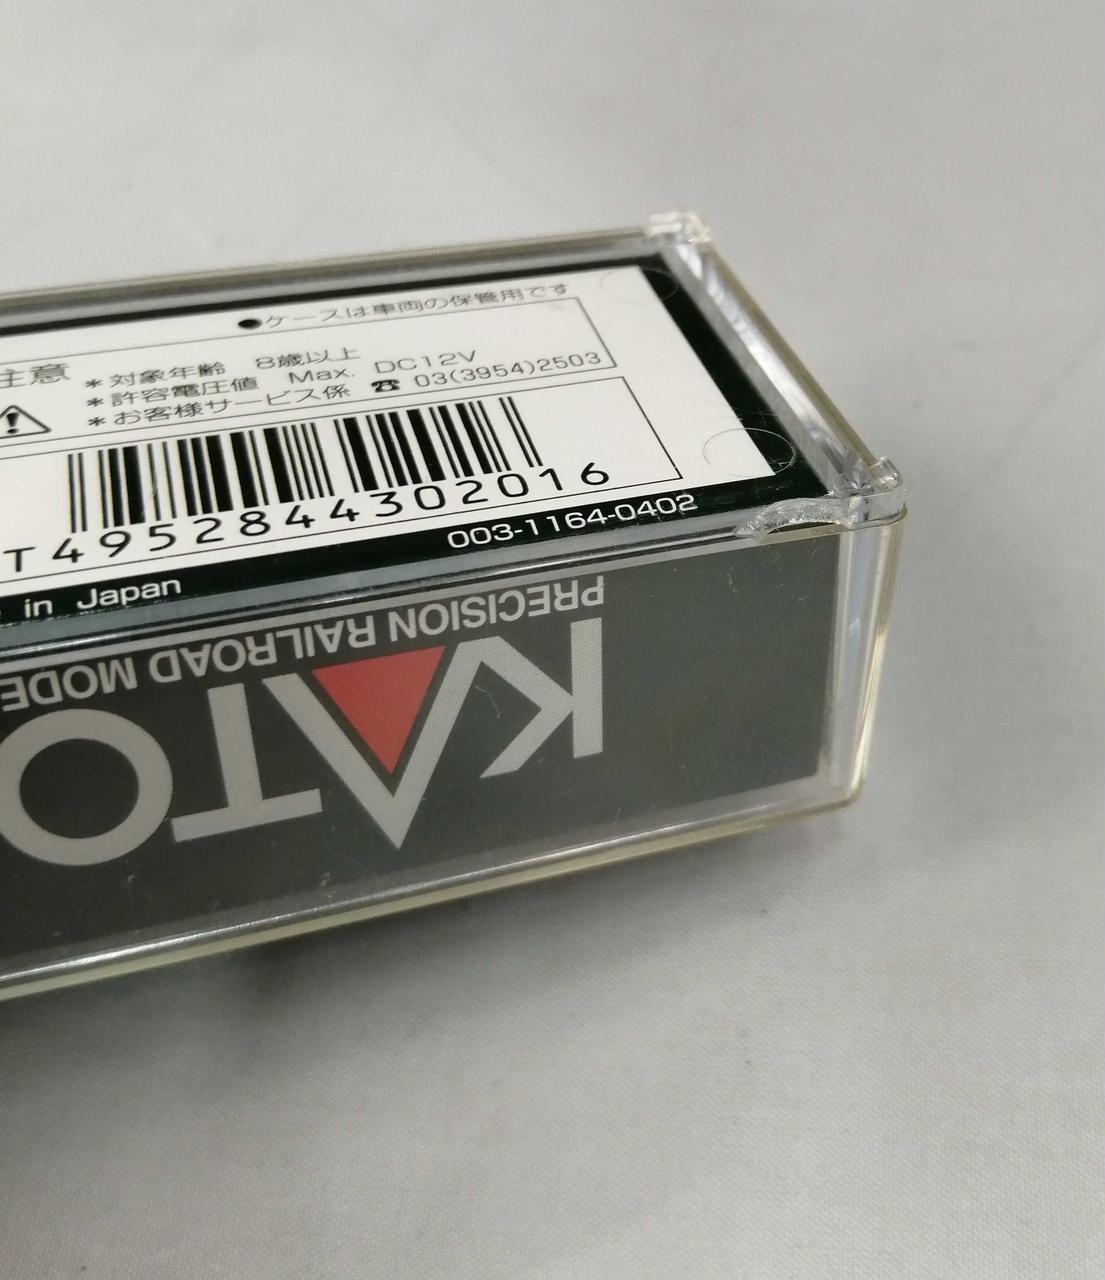 ●ケースは車両の保管用です
注意
＊対象年齢 8歳以上
＊許容電圧値 Max. DC12V
＊お客様サービス係 ☎ 03(3954)2503
T4952844302016
003-1164-0402
in Japan
PRECISION RAILROAD MODE
KATO